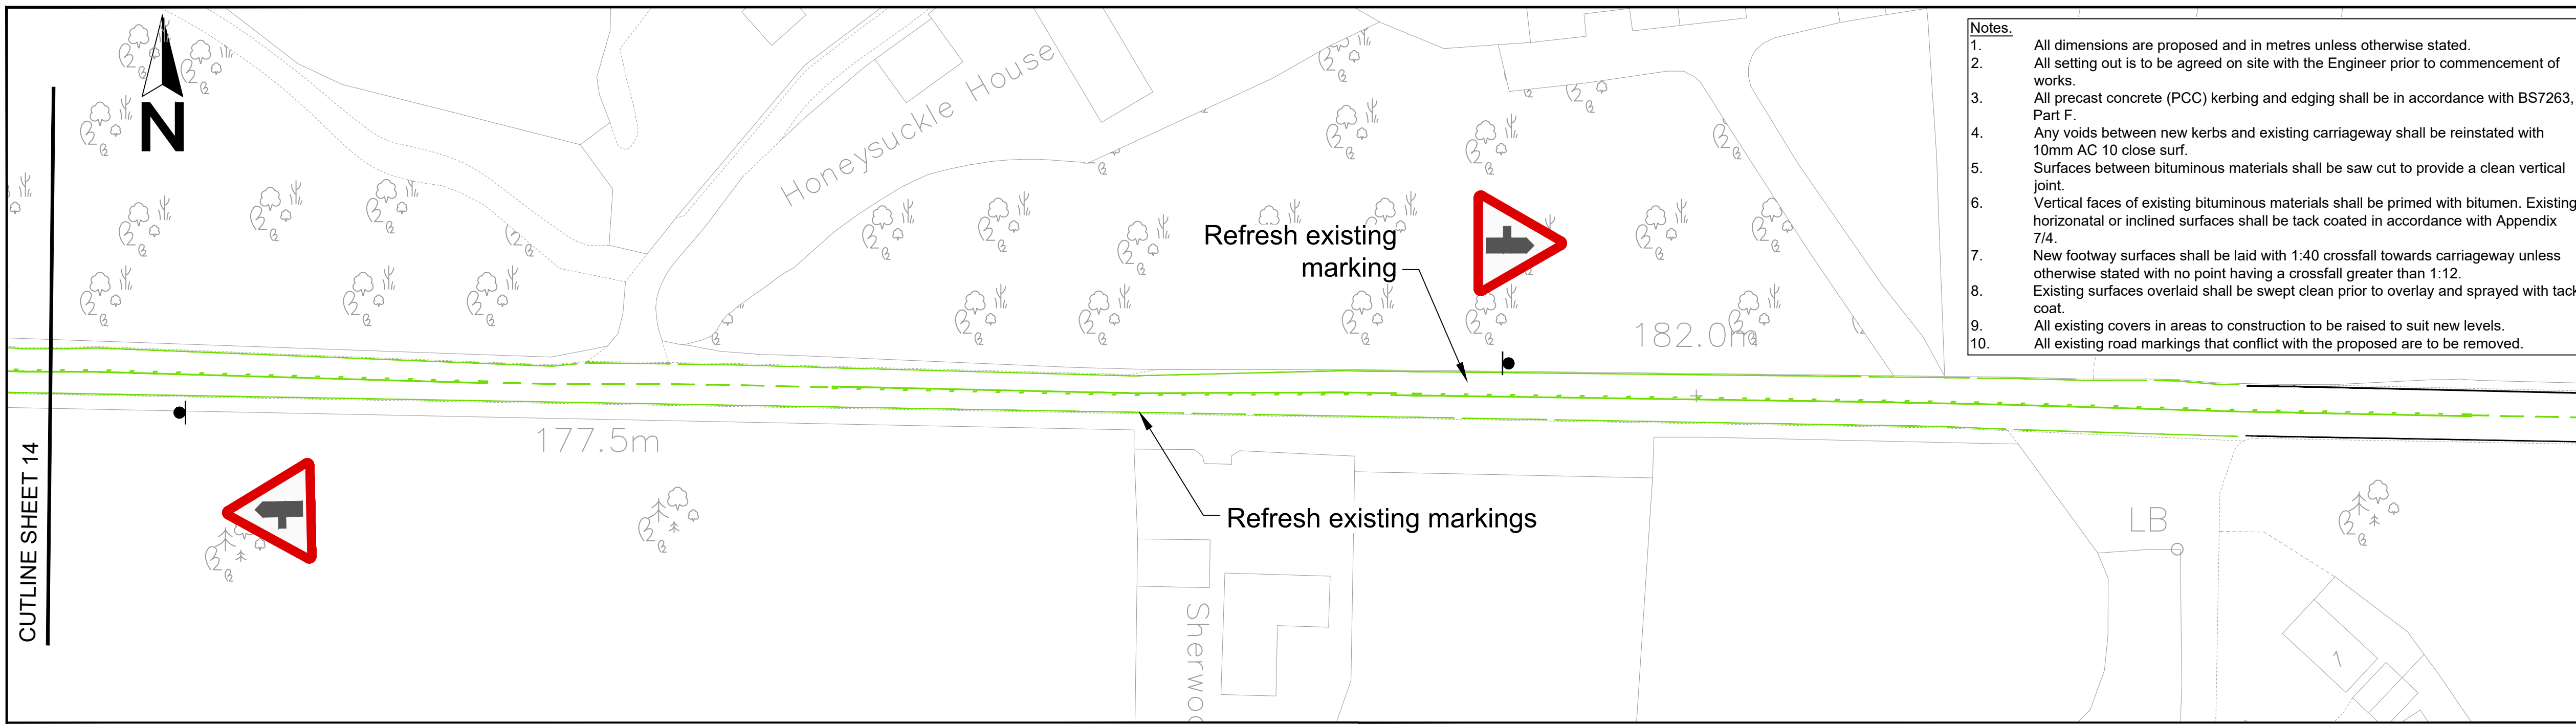 N
Honeysuckle House
Refresh existing
marking
182.0m
177.5m
CUTLINE SHEET 14
Refresh existing markings
Sherwo
LB
1
Notes.
1. All dimensions are proposed and in metres unless otherwise stated.
2. All setting out is to be agreed on site with the Engineer prior to commencement of
works.
3. All precast concrete (PCC) kerbing and edging shall be in accordance with BS7263,
Part F.
4. Any voids between new kerbs and existing carriageway shall be reinstated with
10mm AC 10 close surf.
5. Surfaces between bituminous materials shall be saw cut to provide a clean vertical
joint.
6. Vertical faces of existing bituminous materials shall be primed with bitumen. Existing
horizonatal or inclined surfaces shall be tack coated in accordance with Appendix
7/4.
7. New footway surfaces shall be laid with 1:40 crossfall towards carriageway unless
otherwise stated with no point having a crossfall greater than 1:12.
8. Existing surfaces overlaid shall be swept clean prior to overlay and sprayed with tack
coat.
9. All existing covers in areas to construction to be raised to suit new levels.
10. All existing road markings that conflict with the proposed are to be removed.